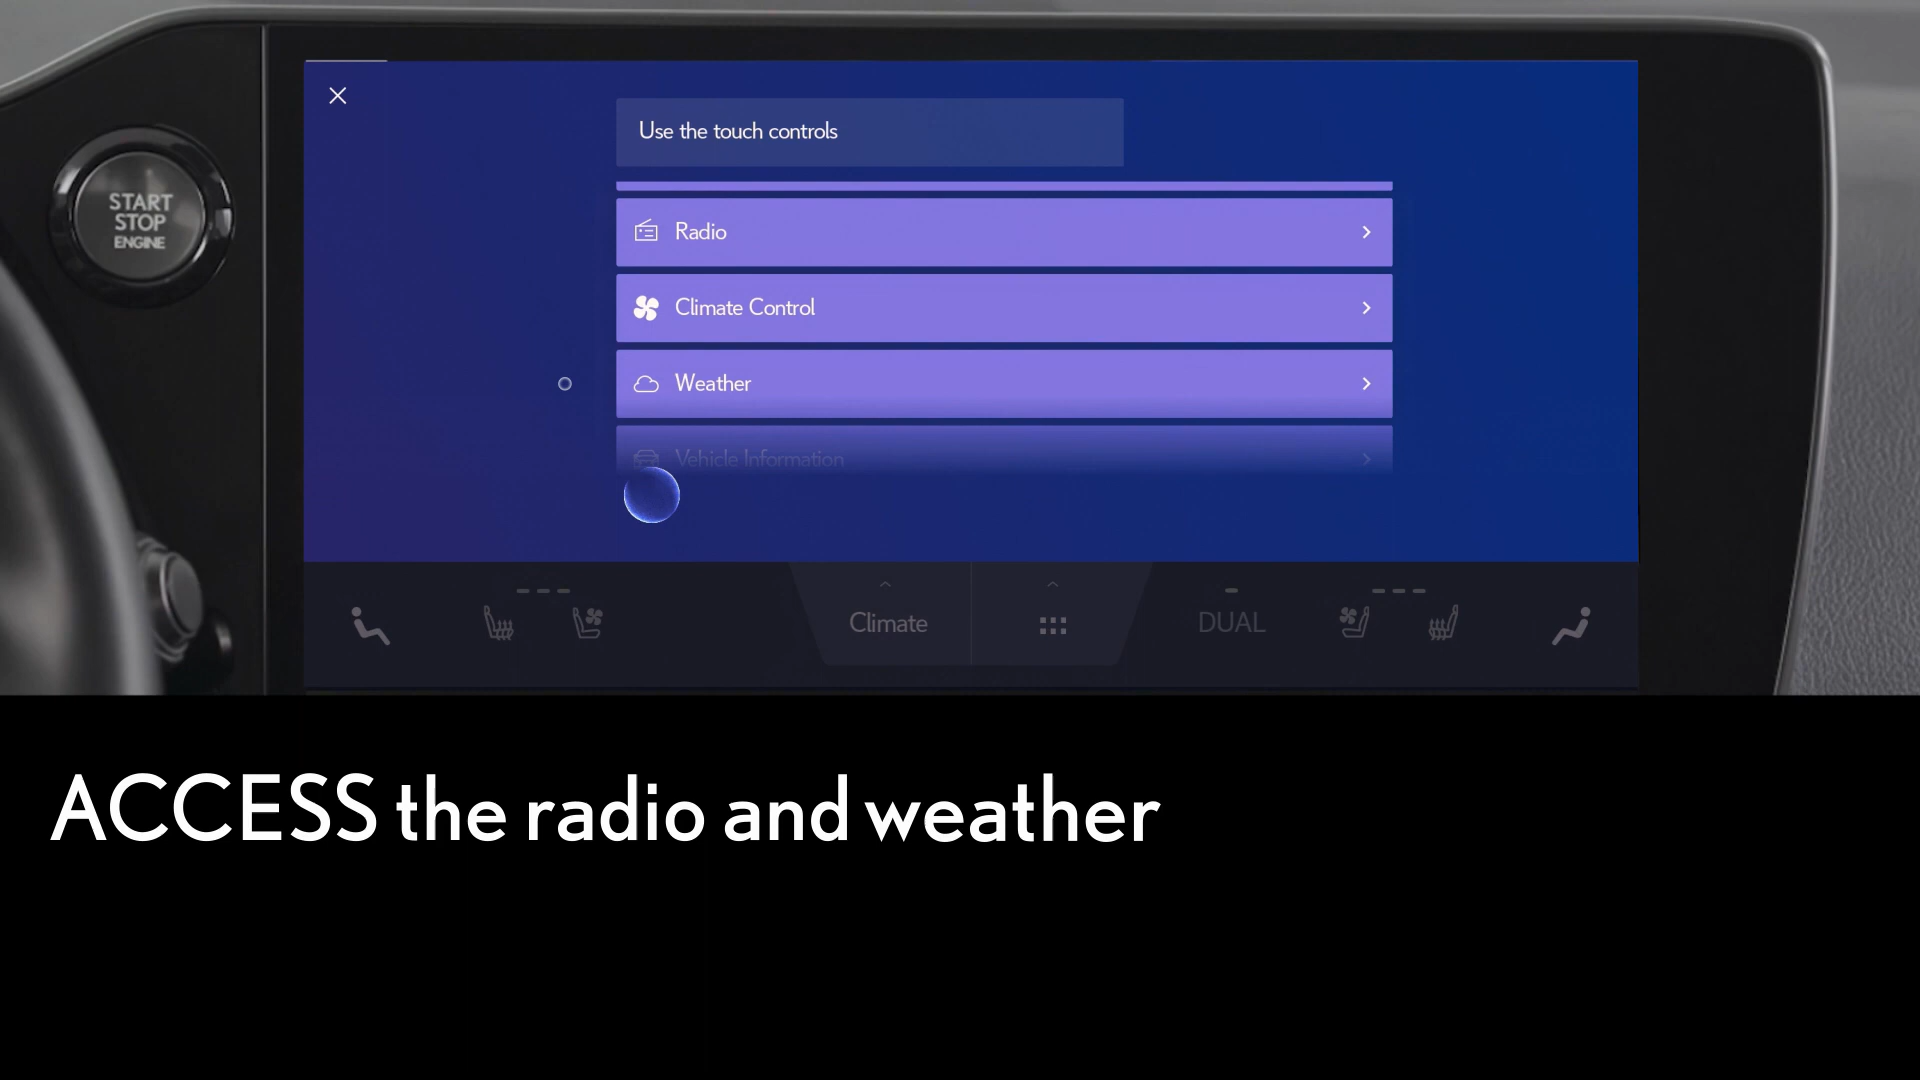 START
STOP
ENGINE
Use the touch controls
Radio
Climate Control
Weather
Vehicle Information
Climate
DUAL
ACCESS the radio and weather